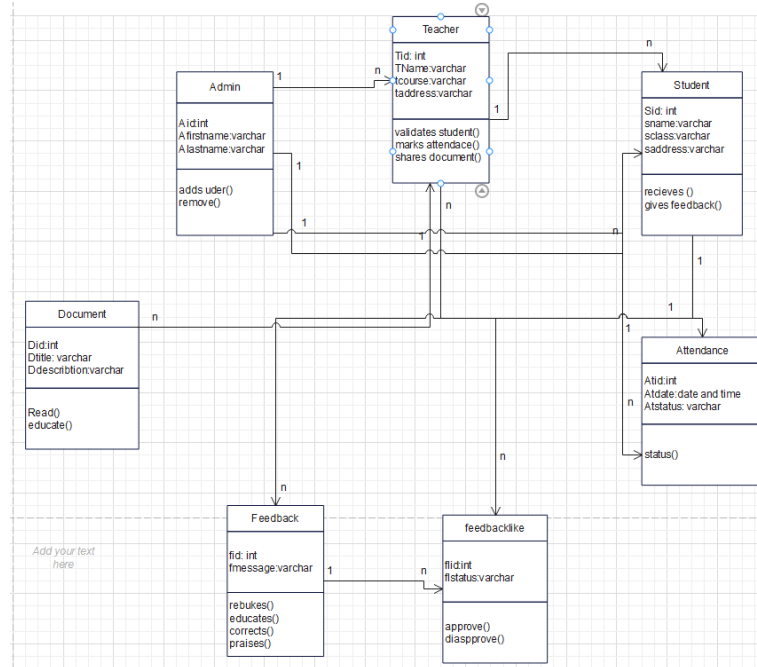 Teacher
Tid: int
TName:varchar
tcourse:varchar
taddress:varchar
validates student()
marks attendace()
shares document()
Admin
Aid:int
Afirstname:varchar
Alastname:varchar
adds uder()
remove()
Student
Sid: int
sname:varchar
sclass:varchar
saddress:varchar
recieves ()
gives feedback()
1
n
1
n
1
1
n
1
n
1
Document
Did:int
Dtitle: varchar
Ddescribtion:varchar
Read()
educate()
n
1
1
n
Attendance
Atid:int
Atdate:date and time
Atstatus: varchar
status()
n
n
Feedback
fid: int
fmessage:varchar
rebukes()
educates()
corrects()
praises()
1
n
feedbacklike
flid:int
flstatus:varchar
approve()
diaspprove()
Add your text
here